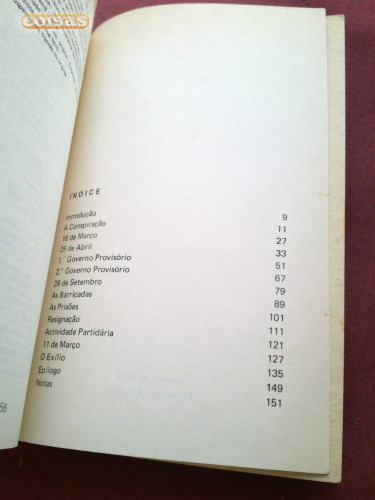 coisas
ÍNDICE
Introdução 9
A Conspiração 11
16 de Março 27
25 de Abril 33
1.° Governo Provisório 51
2.° Governo Provisório 67
28 de Setembro 79
As Barricadas 89
As Prisões 101
Resignação 111
Actividade Partidária 121
11 de Março 127
O Exílio 135
Epílogo 149
Notas 151